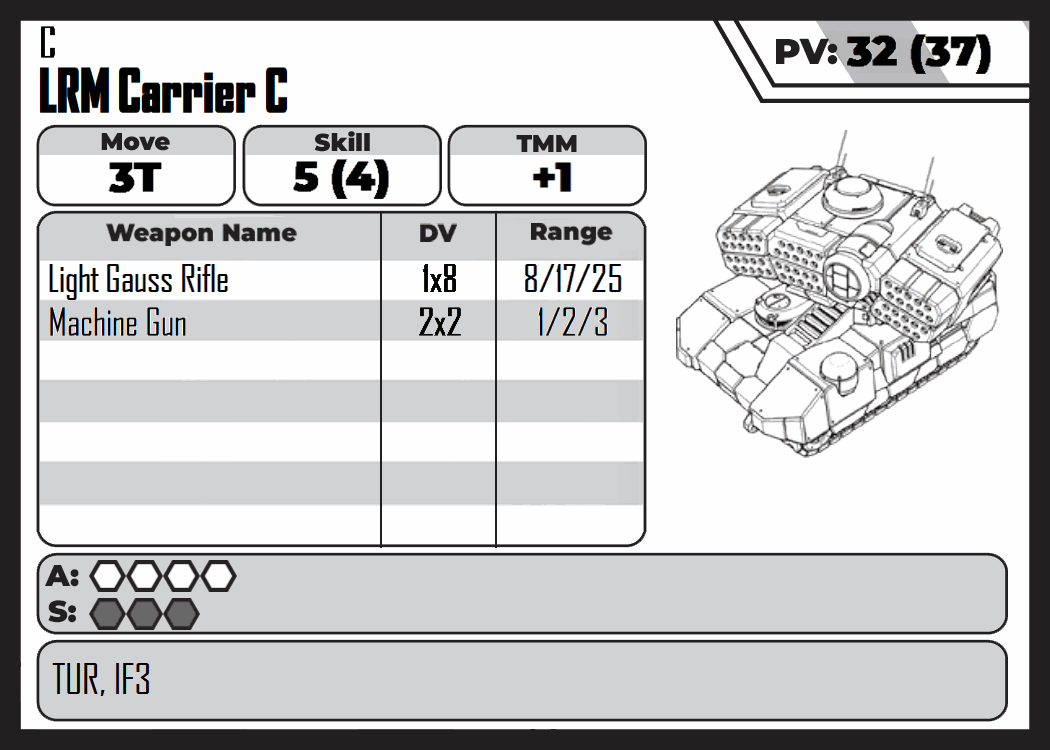 C
LRM Carrier C
PV: 32 (37)
Move Skill TMM
3T 5 (4) +1
Weapon Name DV Range
Light Gauss Rifle 1x8 8/17/25
Machine Gun 2x2 1/2/3
A:
S:
TUR, IF3